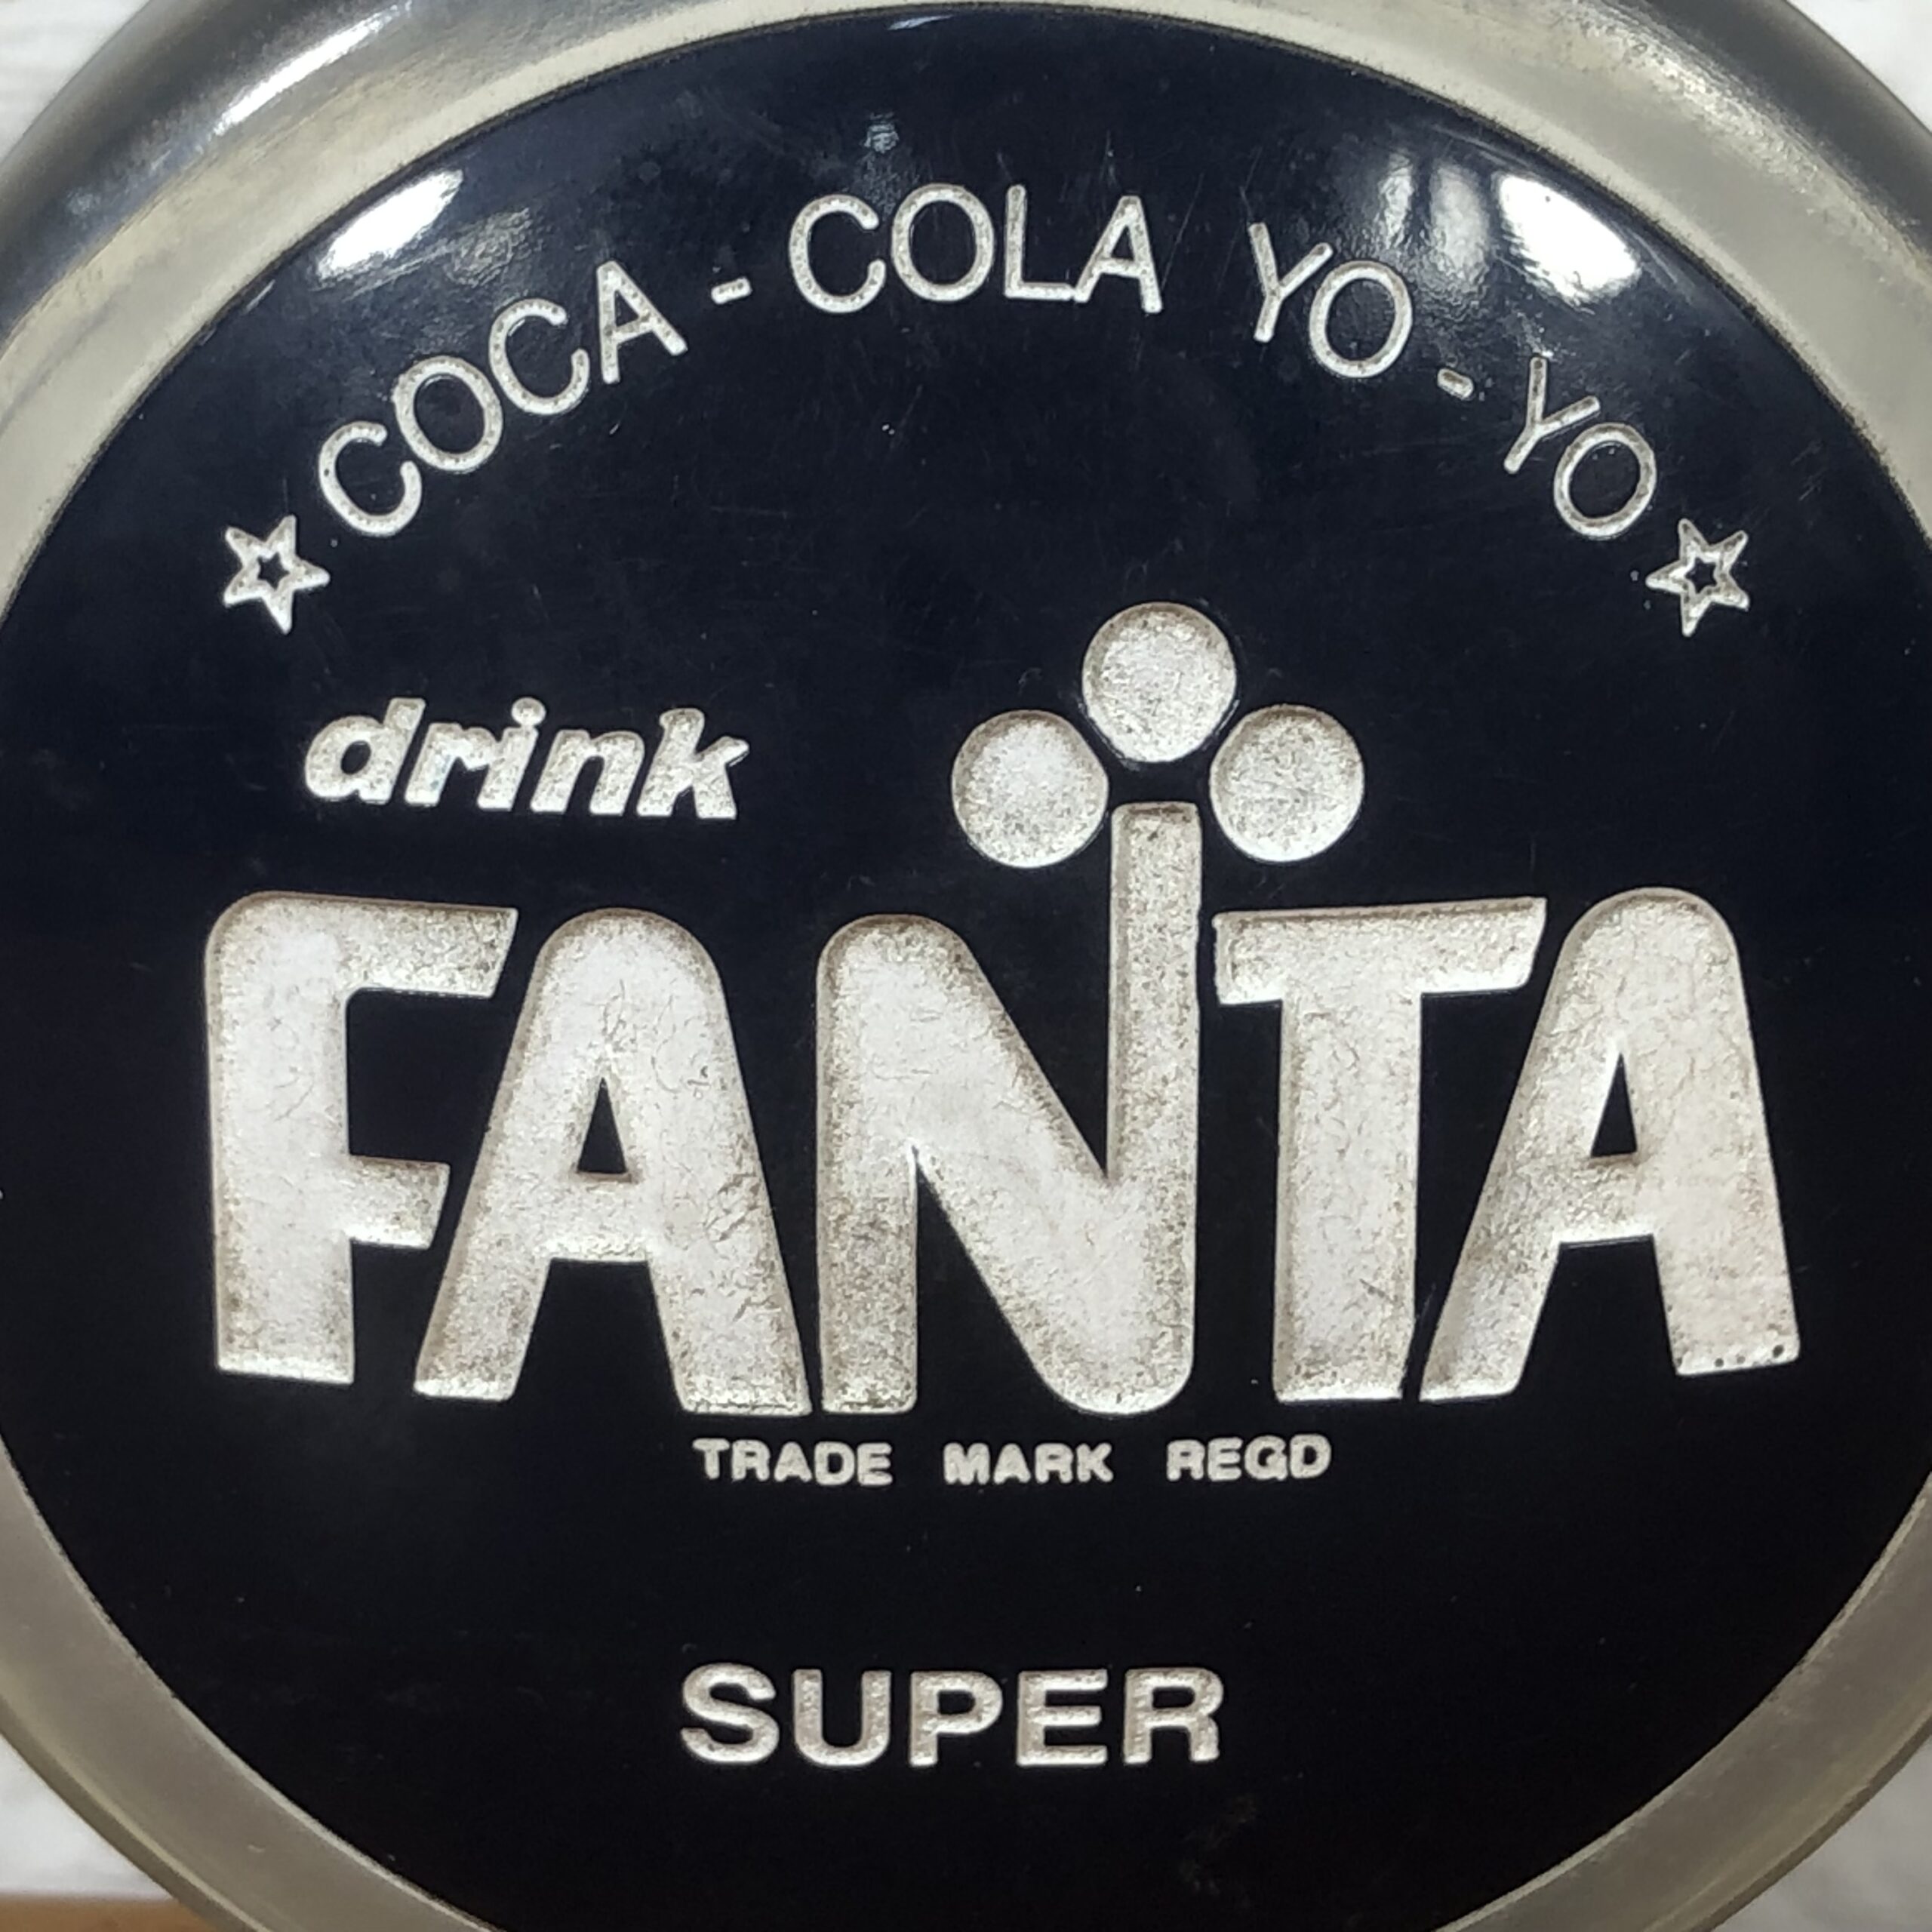 COCA - COLA YO - YO
drink
FANTA
TRADE MARK REGD
SUPER